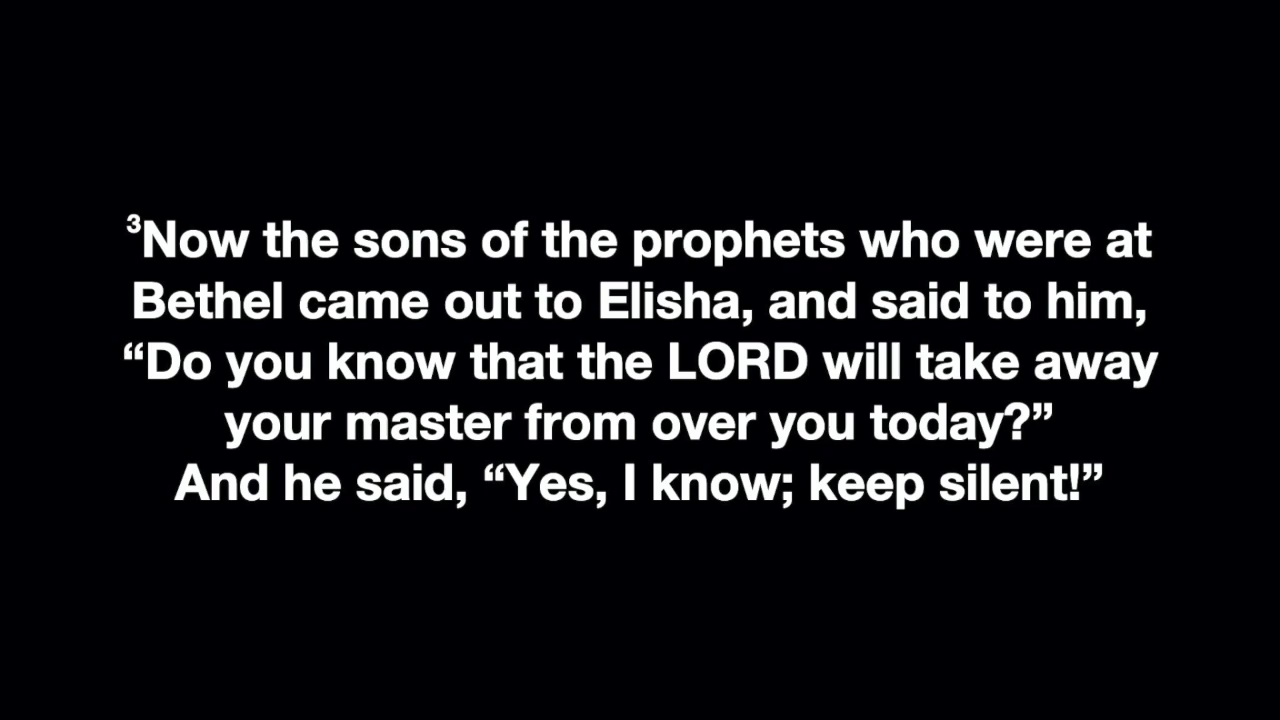 ³Now the sons of the prophets who were at
Bethel came out to Elisha, and said to him,
“Do you know that the LORD will take away
your master from over you today?”
And he said, “Yes, I know; keep silent!”